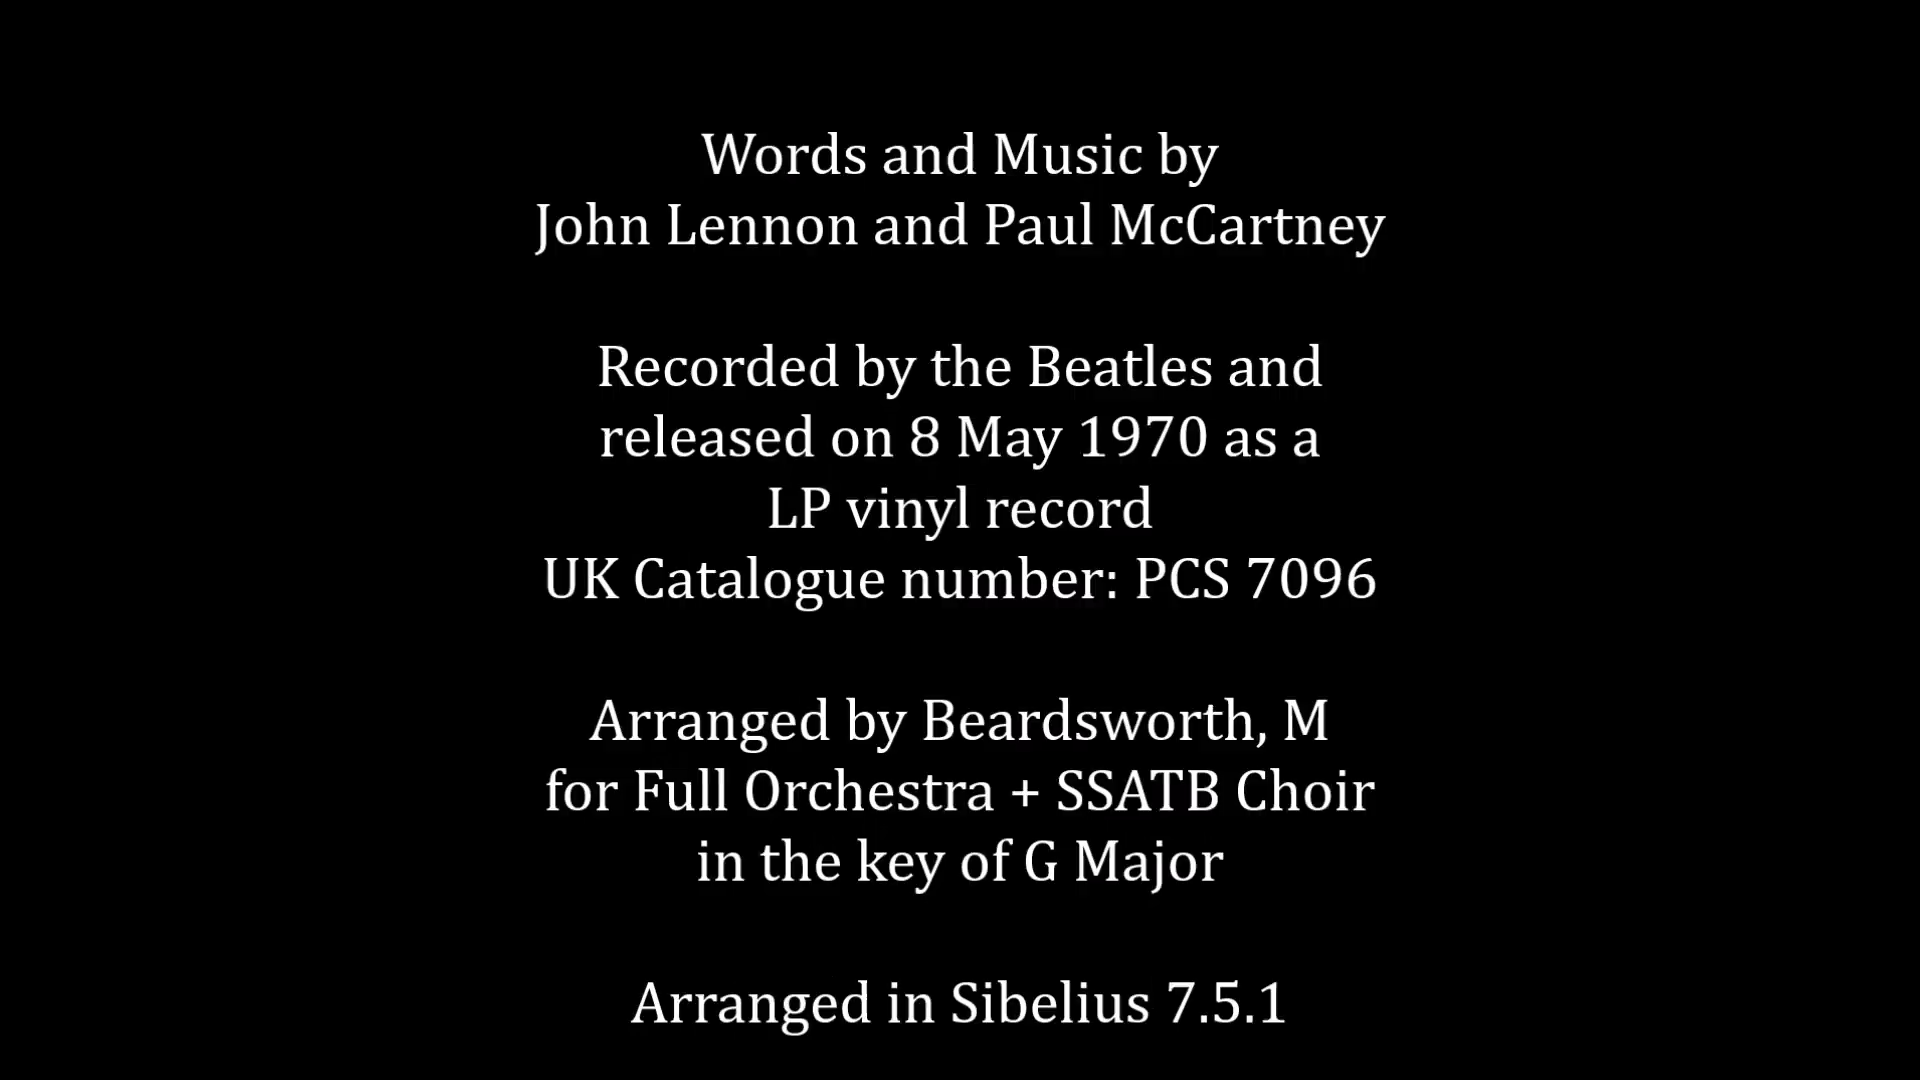 Words and Music by
John Lennon and Paul McCartney
Recorded by the Beatles and
released on 8 May 1970 as a
LP vinyl record
UK Catalogue number: PCS 7096
Arranged by Beardsworth, M
for Full Orchestra + SSATB Choir
in the key of G Major
Arranged in Sibelius 7.5.1